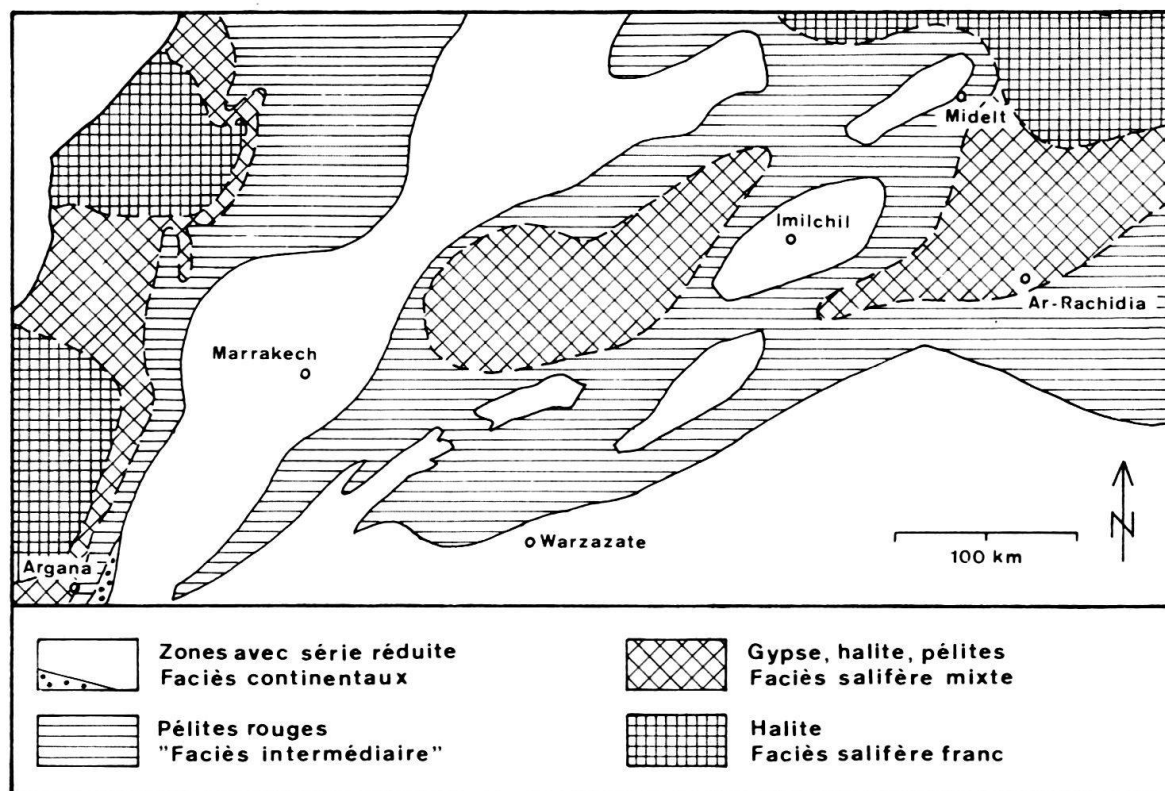 Midelt
Imilchil
Ar-Rachidia
Marrakech
Warzazate
N
100 km
Argana
Zones avec série réduite
Faciès continentaux
Pélites rouges
"Faciès intermédiaire"
Gypse, halite, pélites
Faciès salifère mixte
Halite
Faciès salifère franc